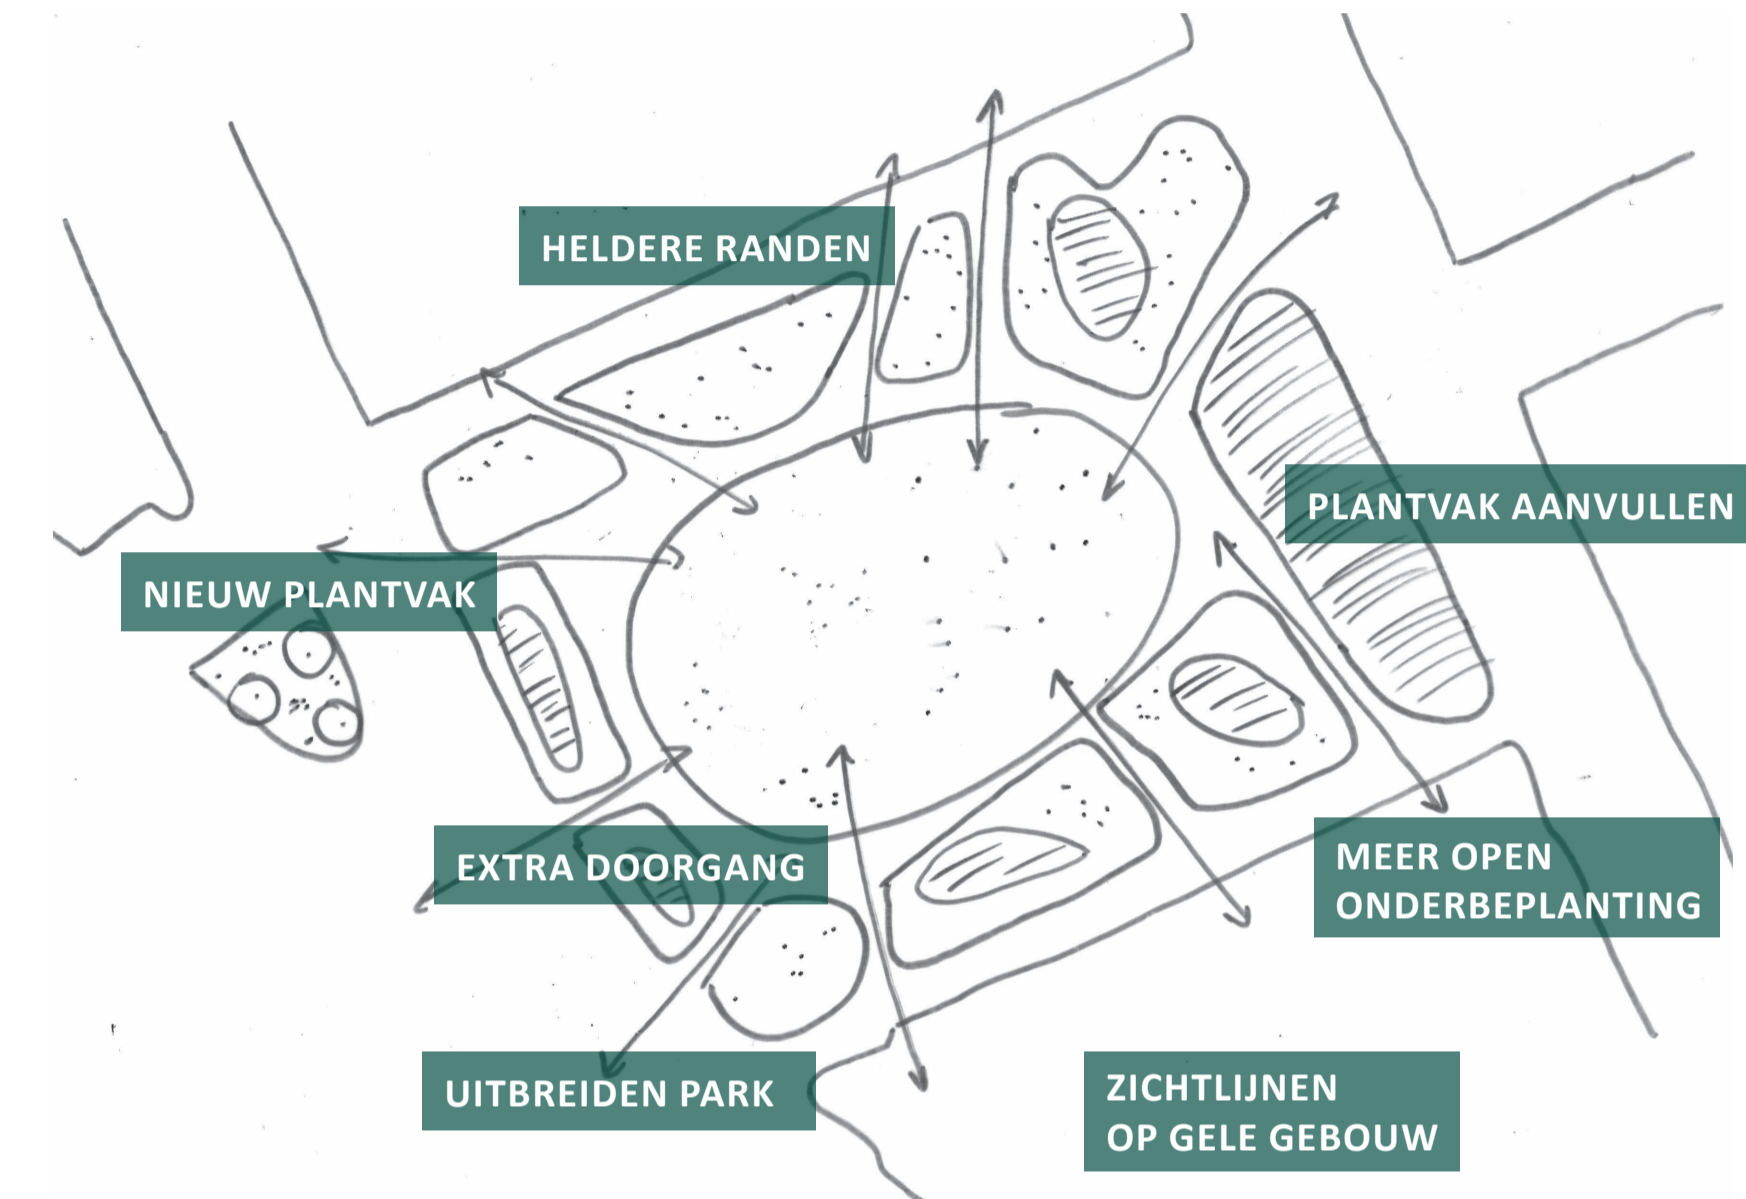 HELDERE RANDEN
PLANTVAK AANVULLEN
NIEUW PLANTVAK
EXTRA DOORGANG
MEER OPEN
ONDERBEPLANTING
UITBREIDEN PARK
ZICHTLIJNEN
OP GELE GEBOUW